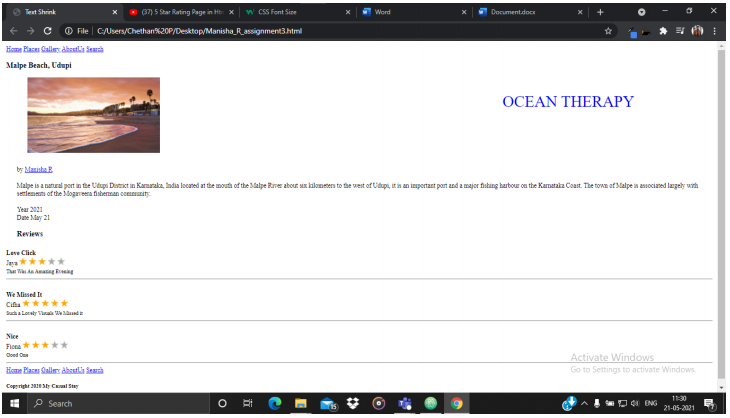 Text Shrink
(37) 5 Star Rating Page in Htm
CSS Font Size
Word
Document.docx
File | C:/Users/Chethan%20P/Desktop/Manisha_R_assignment3.html
Home Places Gallery AboutUs Search
Malpe Beach, Udupi
OCEAN THERAPY
by Manisha R
Malpe is a natural port in the Udupi District in Karnataka, India located at the mouth of the Malpe River about six kilometers to the west of Udupi, it is an important port and a major fishing harbour on the Karnataka Coast. The town of Malpe is associated largely with
settlements of the Mogaveera fisherman community.
Year 2021
Date May 21
Reviews
Love Click
Jaya
That Was An Amazing Evening
We Missed It
Cifha
Such a Lovely Visuals We Missed it
Nice
Fiona
Good One
Activate Windows
Go to Settings to activate Windows.
Home Places Gallery AboutUs Search
Copyright 2020 My Casual Stay
Search
15
ENG
11:30
21-05-2021